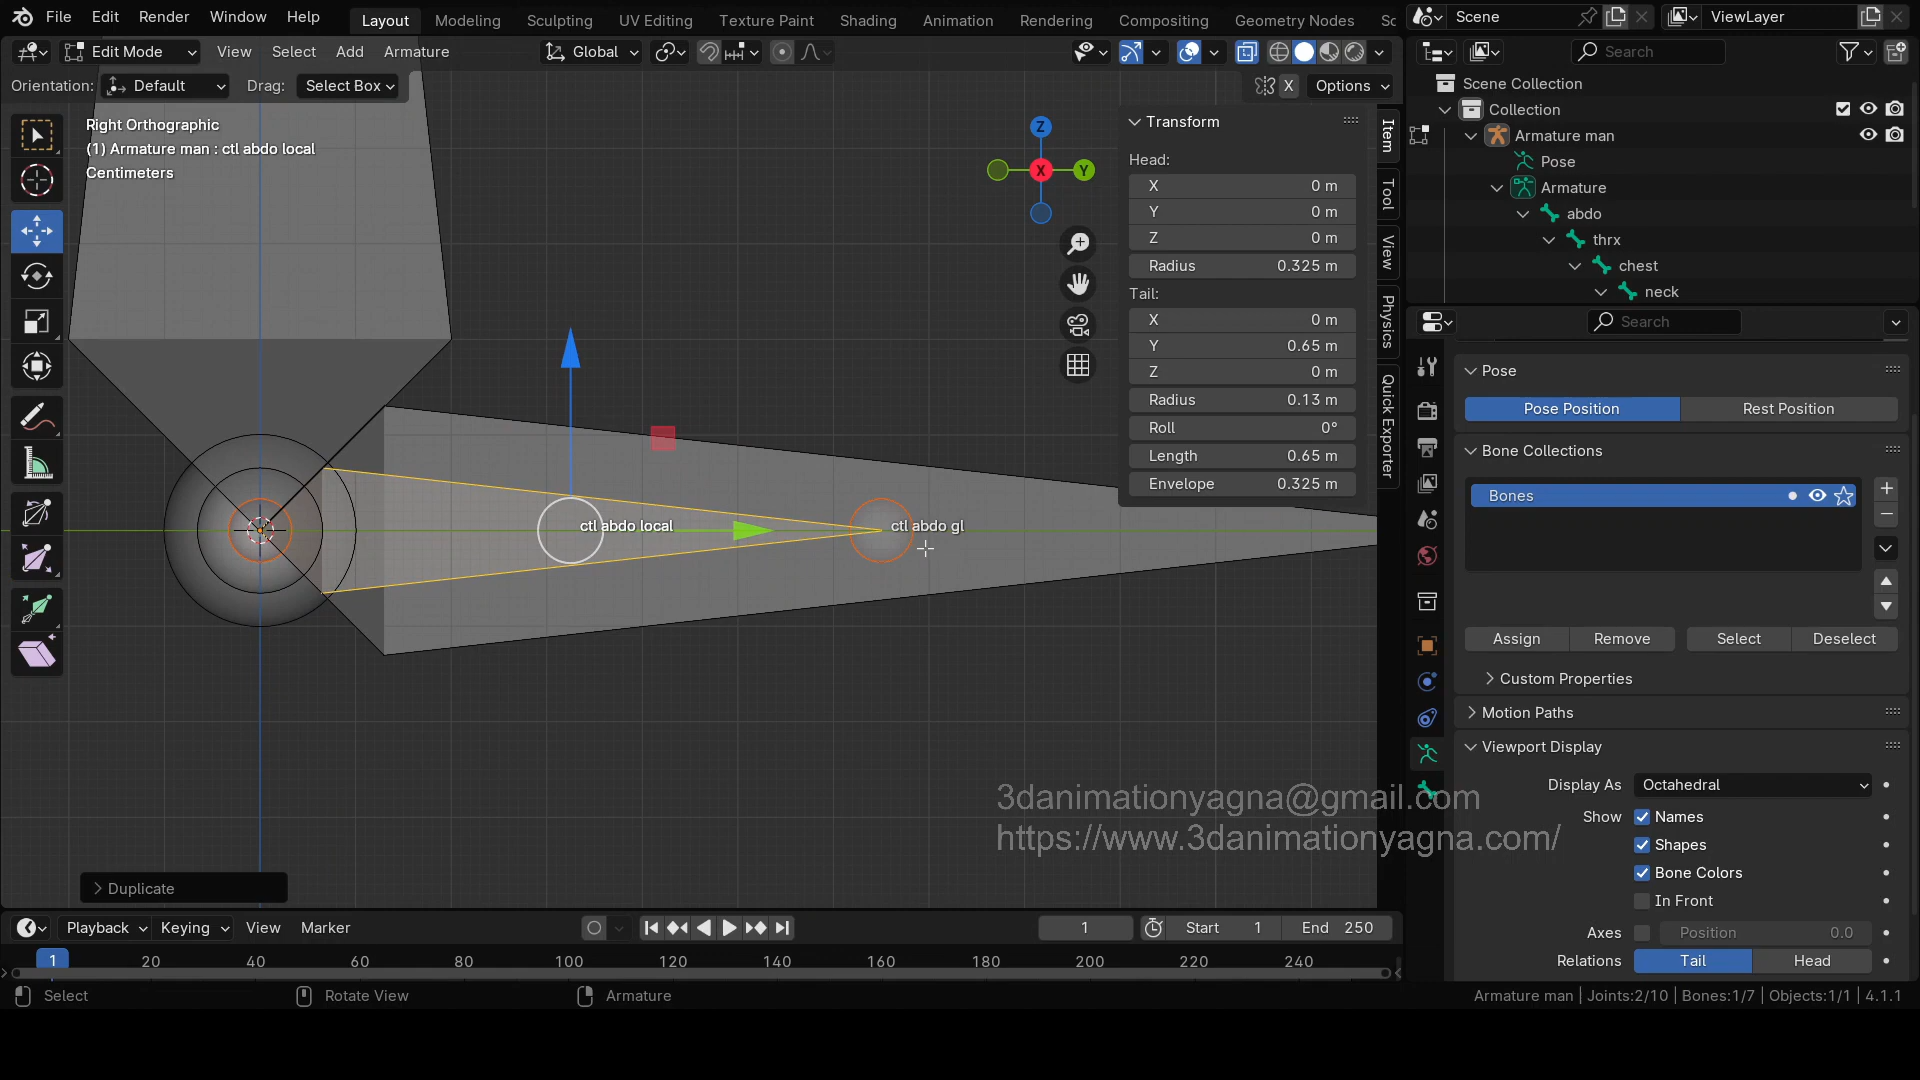 File Edit Render Window Help Layout Modeling Sculpting UV Editing Texture Paint Shading Animation Rendering Compositing Geometry Nodes Sc Scene ViewLayer
Edit Mode View Select Add Armature Global Search
Orientation: Default Drag: Select Box X Options
Right Orthographic
(1) Armature man : ctl abdo local
Centimeters
Z
X
Y
ctl abdo local
ctl abdo gl
Transform
Head:
X 0 m
Y 0 m
Z 0 m
Radius 0.325 m
Tail:
X 0 m
Y 0.65 m
Z 0 m
Radius 0.13 m
Roll 0°
Length 0.65 m
Envelope 0.325 m
Item
Tool
View
Physics
Quick Exporter
Scene Collection
Collection
Armature man
Pose
Armature
abdo
thrx
chest
neck
Search
Pose
Pose Position Rest Position
Bone Collections
Bones
Assign Remove Select Deselect
Custom Properties
Motion Paths
Viewport Display
Display As Octahedral
Show Names
Shapes
Bone Colors
In Front
Axes Position 0.0
Relations Tail Head
3danimationyagna@gmail.com
https://www.3danimationyagna.com/
Duplicate
Playback Keying View Marker 1 Start 1 End 250
1 20 40 60 80 100 120 140 160 180 200 220 240
Select Rotate View Armature Armature man | Joints:2/10 | Bones:1/7 | Objects:1/1 | 4.1.1